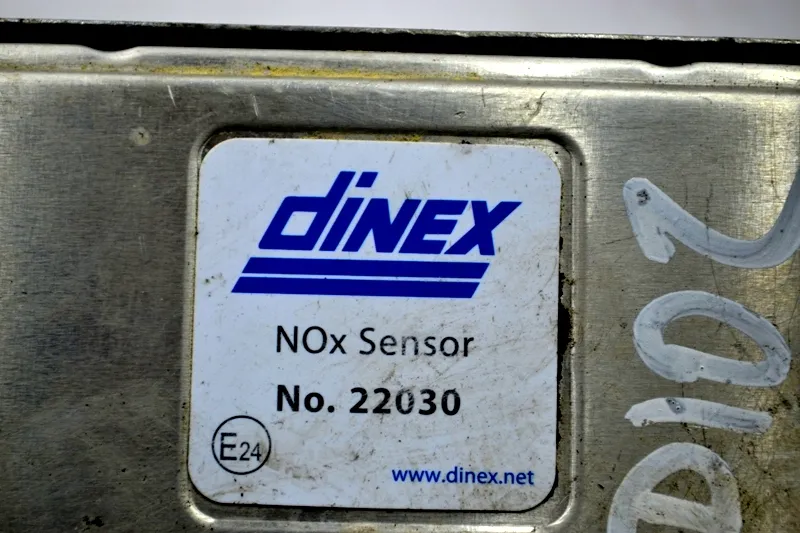 dinex
NOx Sensor
No. 22030
E24
www.dinex.net